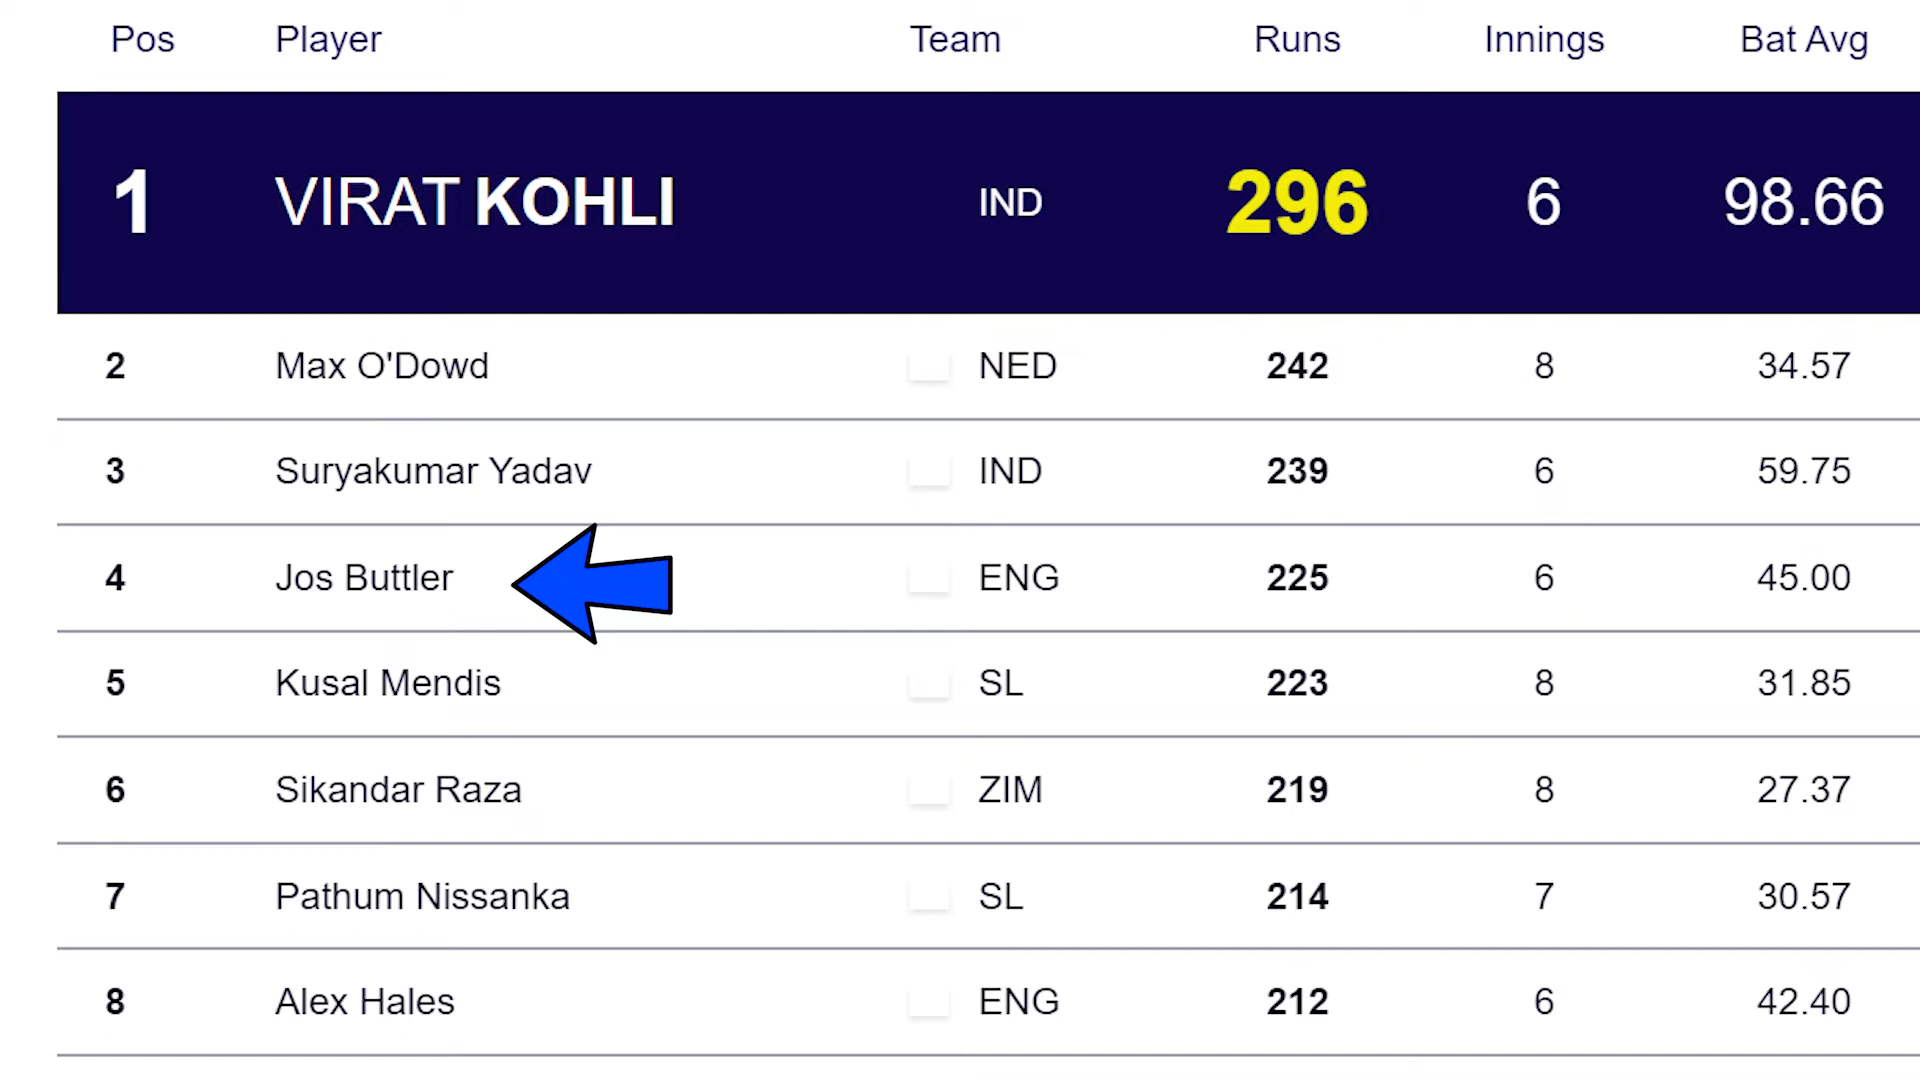 Pos Player Team Runs Innings Bat Avg
1 VIRAT KOHLI IND 296 6 98.66
2 Max O'Dowd NED 242 8 34.57
3 Suryakumar Yadav IND 239 6 59.75
4 Jos Buttler ENG 225 6 45.00
5 Kusal Mendis SL 223 8 31.85
6 Sikandar Raza ZIM 219 8 27.37
7 Pathum Nissanka SL 214 7 30.57
8 Alex Hales ENG 212 6 42.40